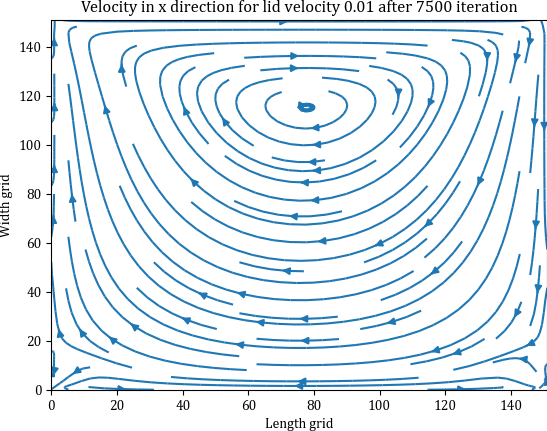 Velocity in x direction for lid velocity 0.01 after 7500 iteration
140
120
100
80
60
40
20
0
Width grid
0 20 40 60 80 100 120 140
Length grid